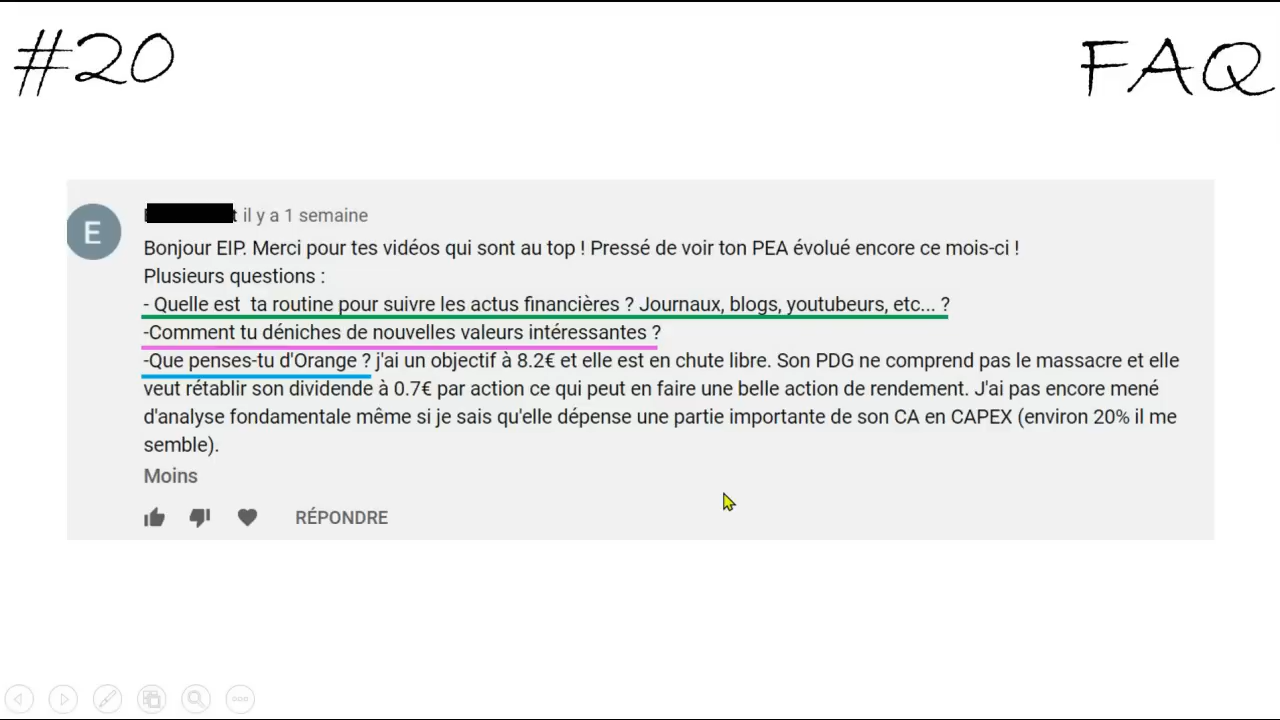 #20
FAQ
E
t il y a 1 semaine
Bonjour EIP. Merci pour tes vidéos qui sont au top ! Pressé de voir ton PEA évolué encore ce mois-ci !
Plusieurs questions :
- Quelle est  ta routine pour suivre les actus financières ? Journaux, blogs, youtubeurs, etc... ?
-Comment tu déniches de nouvelles valeurs intéressantes ?
-Que penses-tu d'Orange ? j'ai un objectif à 8.2€ et elle est en chute libre. Son PDG ne comprend pas le massacre et elle
veut rétablir son dividende à 0.7€ par action ce qui peut en faire une belle action de rendement. J'ai pas encore mené
d'analyse fondamentale même si je sais qu'elle dépense une partie importante de son CA en CAPEX (environ 20% il me
semble).
Moins
RÉPONDRE